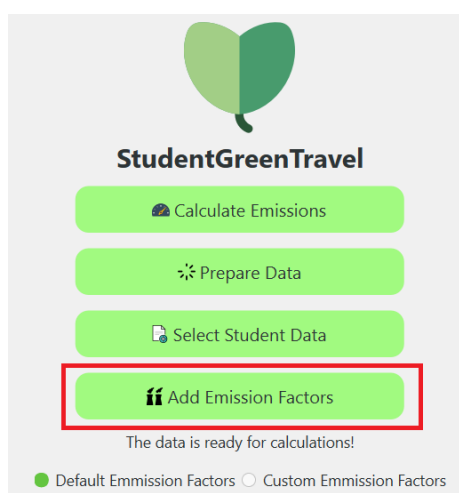 StudentGreenTravel
Calculate Emissions
Prepare Data
Select Student Data
Add Emission Factors
The data is ready for calculations!
Default Emmission Factors Custom Emmission Factors